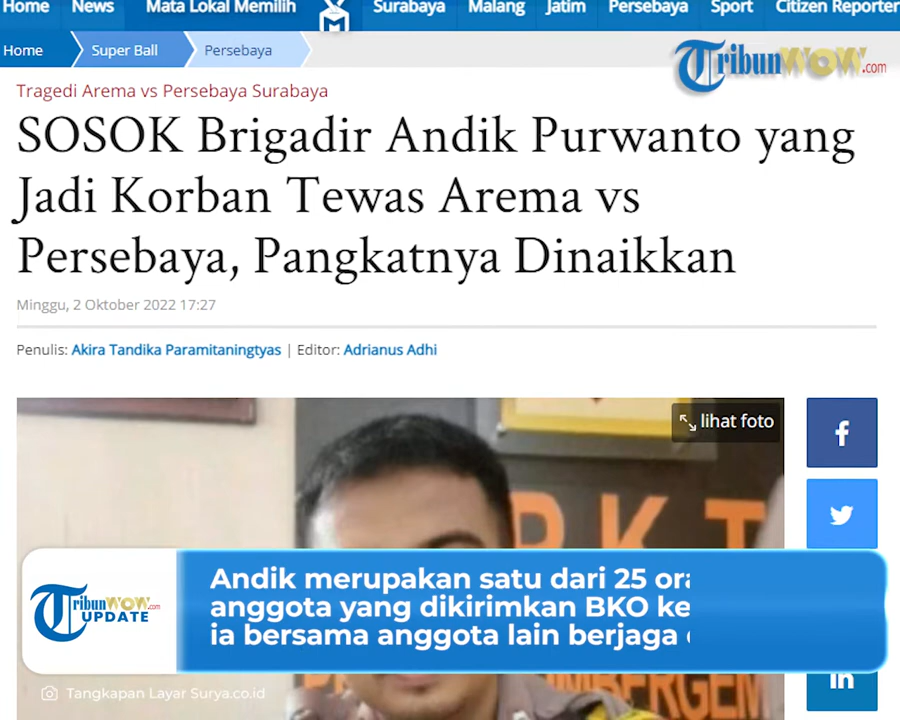 Home News Mata Lokal Memilih M Surabaya Malang Jatim Persebaya Sport Citizen Reporter
Home Super Ball Persebaya
TribunWOW.com
Tragedi Arema vs Persebaya Surabaya
SOSOK Brigadir Andik Purwanto yang
Jadi Korban Tewas Arema vs
Persebaya, Pangkatnya Dinaikkan
Minggu, 2 Oktober 2022 17:27
Penulis: Akira Tandika Paramitaningtyas | Editor: Adrianus Adhi
lihat foto
f
R K T
Andik merupakan satu dari 25 ora
anggota yang dikirimkan BKO ke
ia bersama anggota lain berjaga
TribunWOW.com
UPDATE
in
Tangkapan Layar Surya.co.id